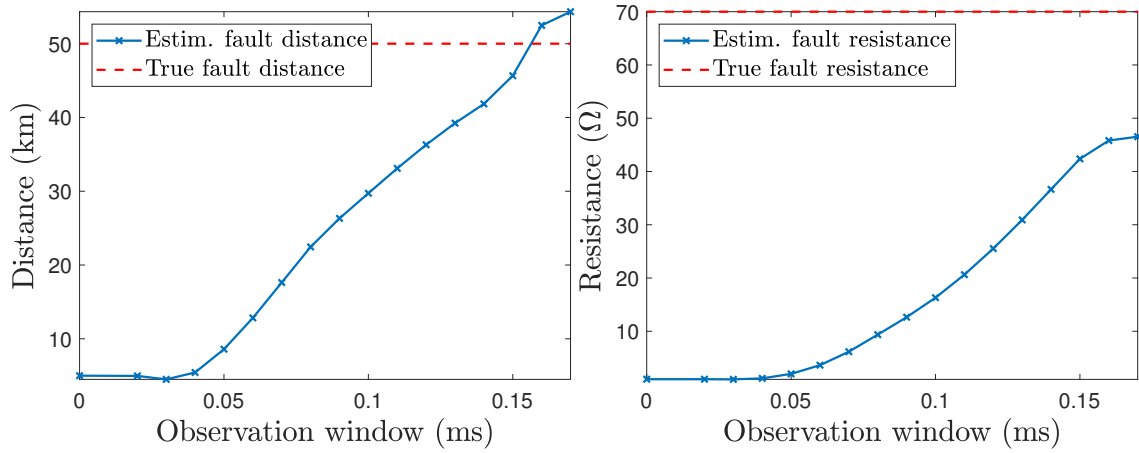 Estim. fault distance
True fault distance
50
40
30
20
10
0
0.05
0.1
0.15
Distance (km)
Observation window (ms)
Estim. fault resistance
True fault resistance
70
60
50
40
30
20
10
0
0.05
0.1
0.15
Resistance (Ω)
Observation window (ms)